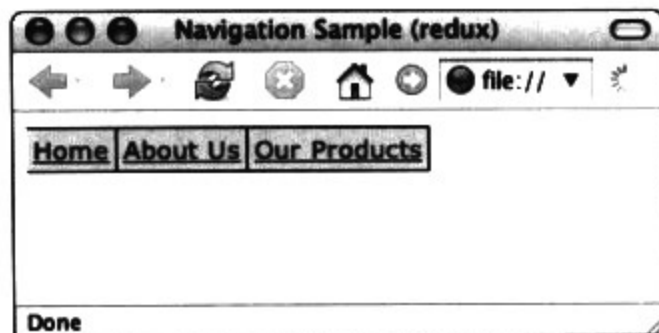 Navigation Sample (redux)
file://
Home About Us Our Products
Done